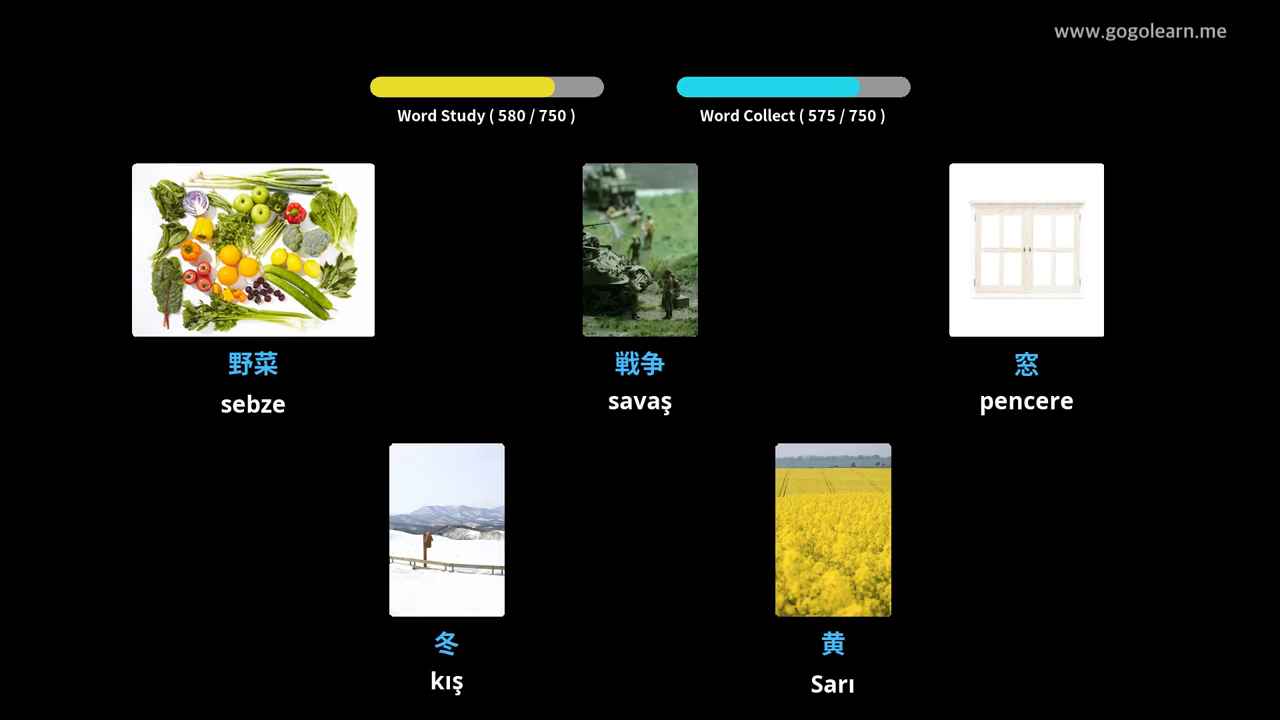 www.gogolearn.me
Word Study ( 580 / 750 )
Word Collect ( 575 / 750 )
野菜
sebze
戦争
savaş
窓
pencere
冬
kış
黄
Sarı